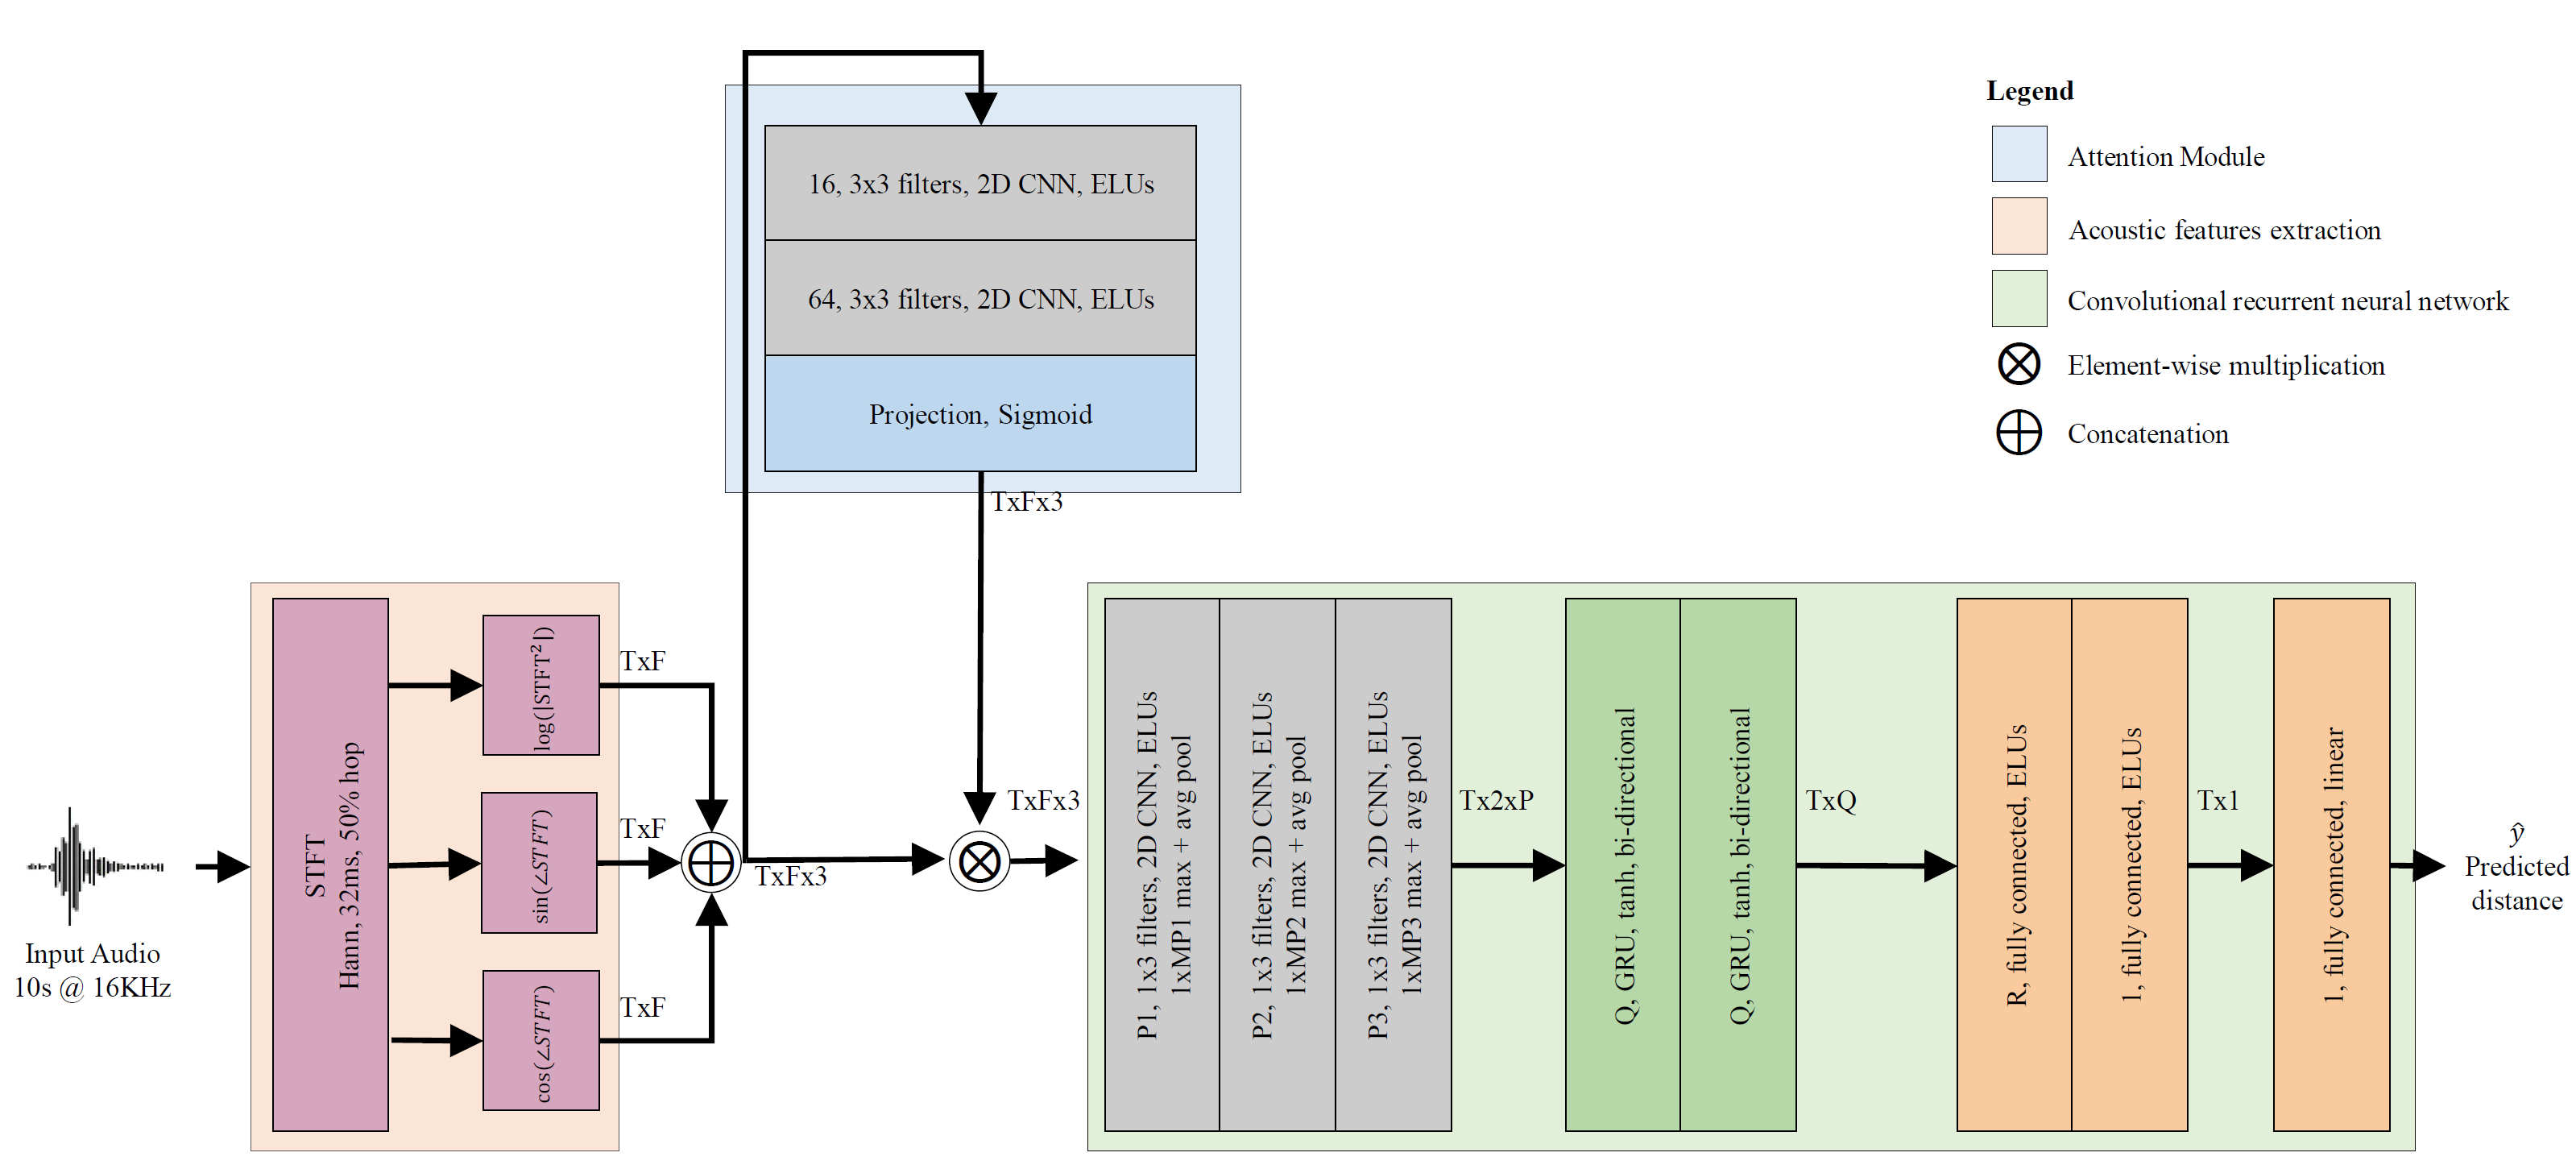 Legend
Attention Module
Acoustic features extraction
Convolutional recurrent neural network
Element-wise multiplication
Concatenation
16, 3x3 filters, 2D CNN, ELUs
64, 3x3 filters, 2D CNN, ELUs
Projection, Sigmoid
TxFx3
Input Audio
10s @ 16KHz
STFT
Hann, 32ms, 50% hop
log(|STFT²|)
sin(∠STFT)
cos(∠STFT)
TxF
TxF
TxF
TxFx3
TxFx3
P1, 1x3 filters, 2D CNN, ELUs
1xMP1 max + avg pool
P2, 1x3 filters, 2D CNN, ELUs
1xMP2 max + avg pool
P3, 1x3 filters, 2D CNN, ELUs
1xMP3 max + avg pool
Tx2xP
Q, GRU, tanh, bi-directional
Q, GRU, tanh, bi-directional
TxQ
R, fully connected, ELUs
1, fully connected, ELUs
Tx1
1, fully connected, linear
ŷ
Predicted
distance